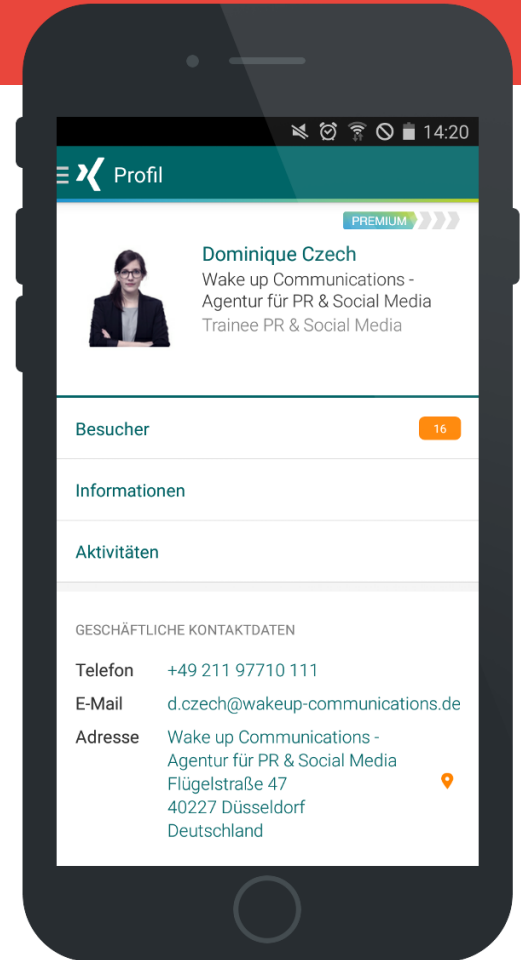 14:20
Profil
PREMIUM
Dominique Czech
Wake up Communications -
Agentur für PR & Social Media
Trainee PR & Social Media
Besucher 16
Informationen
Aktivitäten
GESCHÄFTLICHE KONTAKTDATEN
Telefon +49 211 97710 111
E-Mail d.czech@wakeup-communications.de
Adresse Wake up Communications -
Agentur für PR & Social Media
Flügelstraße 47
40227 Düsseldorf
Deutschland